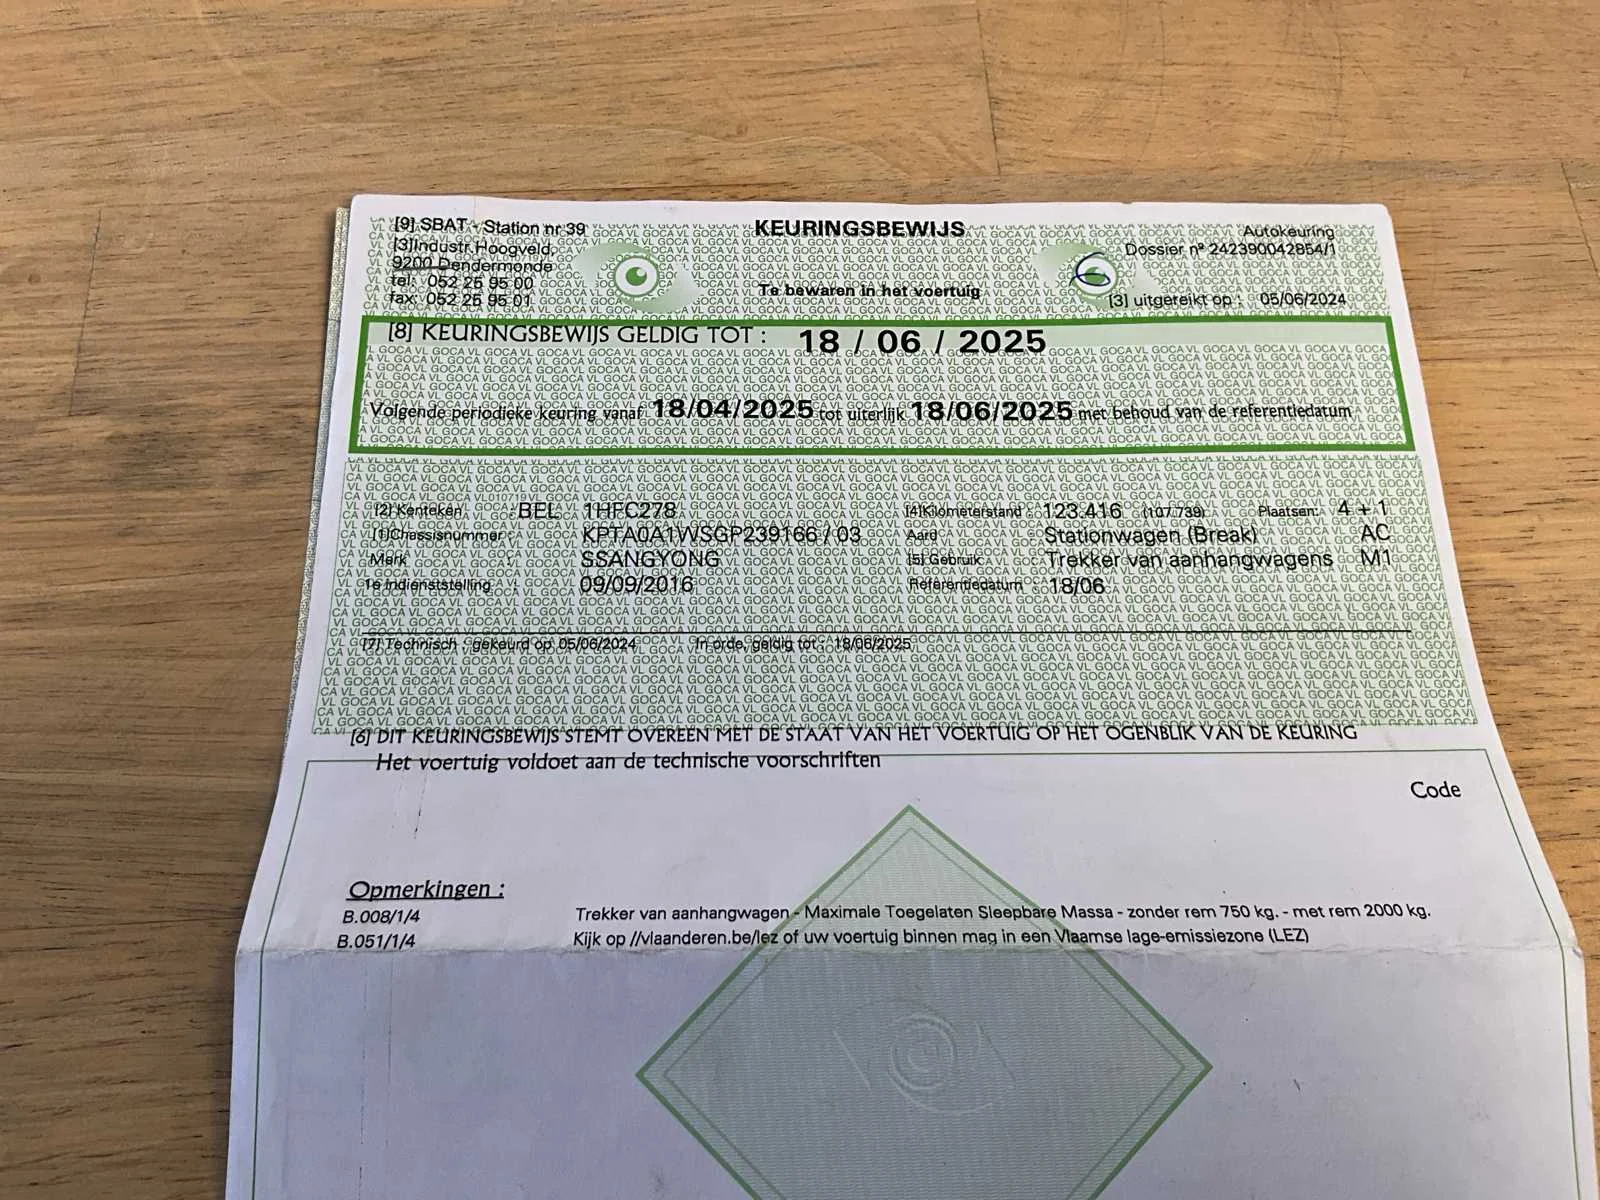 [9] SBAT - Station nr 39
KEURINGSBEWIJS
Autokeuring
[3] Industr. Hoogveld,
Dossier nº 242390042854/1
9200 Dendermonde
tel: 052 25 95 00
Te bewaren in het voertuig
fax: 052 25 95 01
[3] uitgereikt op : 05/06/2024
[8] KEURINGSBEWIJS GELDIG TOT : 18 / 06 / 2025
Volgende periodieke keuring vanaf 18/04/2025 tot uiterlijk 18/06/2025 met behoud van de referentiedatum
[2] Kenteken : BEL 1HFC278 [4] Kilometerstand : 123.416 (107.739) Plaatsen: 4 + 1
[1] Chassisnummer : KPTA0A1WSGP239166 / 03 Aard : Stationwagen (Break) AC
Merk : SSANGYONG [5] Gebruik : Trekker van aanhangwagens M1
1e indienststelling : 09/09/2016 Referentiedatum : 18/06
[7] Technisch : gekeurd op 05/06/2024 In orde, geldig tot : 18/06/2025
[6] DIT KEURINGSBEWIJS STEMT OVEREEN MET DE STAAT VAN HET VOERTUIG OP HET OGENBLIK VAN DE KEURING
Het voertuig voldoet aan de technische voorschriften
Code
Opmerkingen :
B.008/1/4 Trekker van aanhangwagen - Maximale Toegelaten Sleepbare Massa - zonder rem 750 kg. - met rem 2000 kg.
B.051/1/4 Kijk op //vlaanderen.be/lez of uw voertuig binnen mag in een Vlaamse lage-emissiezone (LEZ)